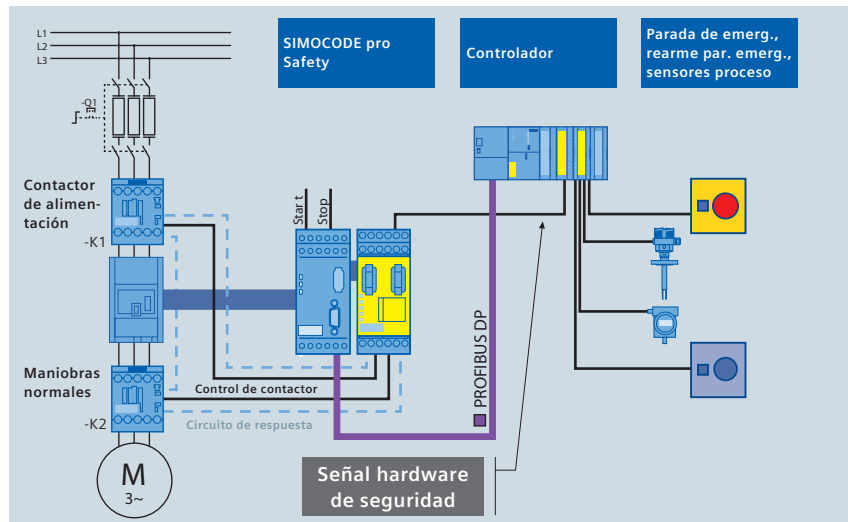 L1
L2
L3
-Q1
SIMOCODE pro
Safety
Controlador
Parada de emerg.,
rearme par. emerg.,
sensores proceso
Contactor
de alimen-
tación
-K1
Start
Stop
PROFIBUS DP
Maniobras
normales
-K2
Control de contactor
Circuito de respuesta
M
3~
Señal hardware
de seguridad